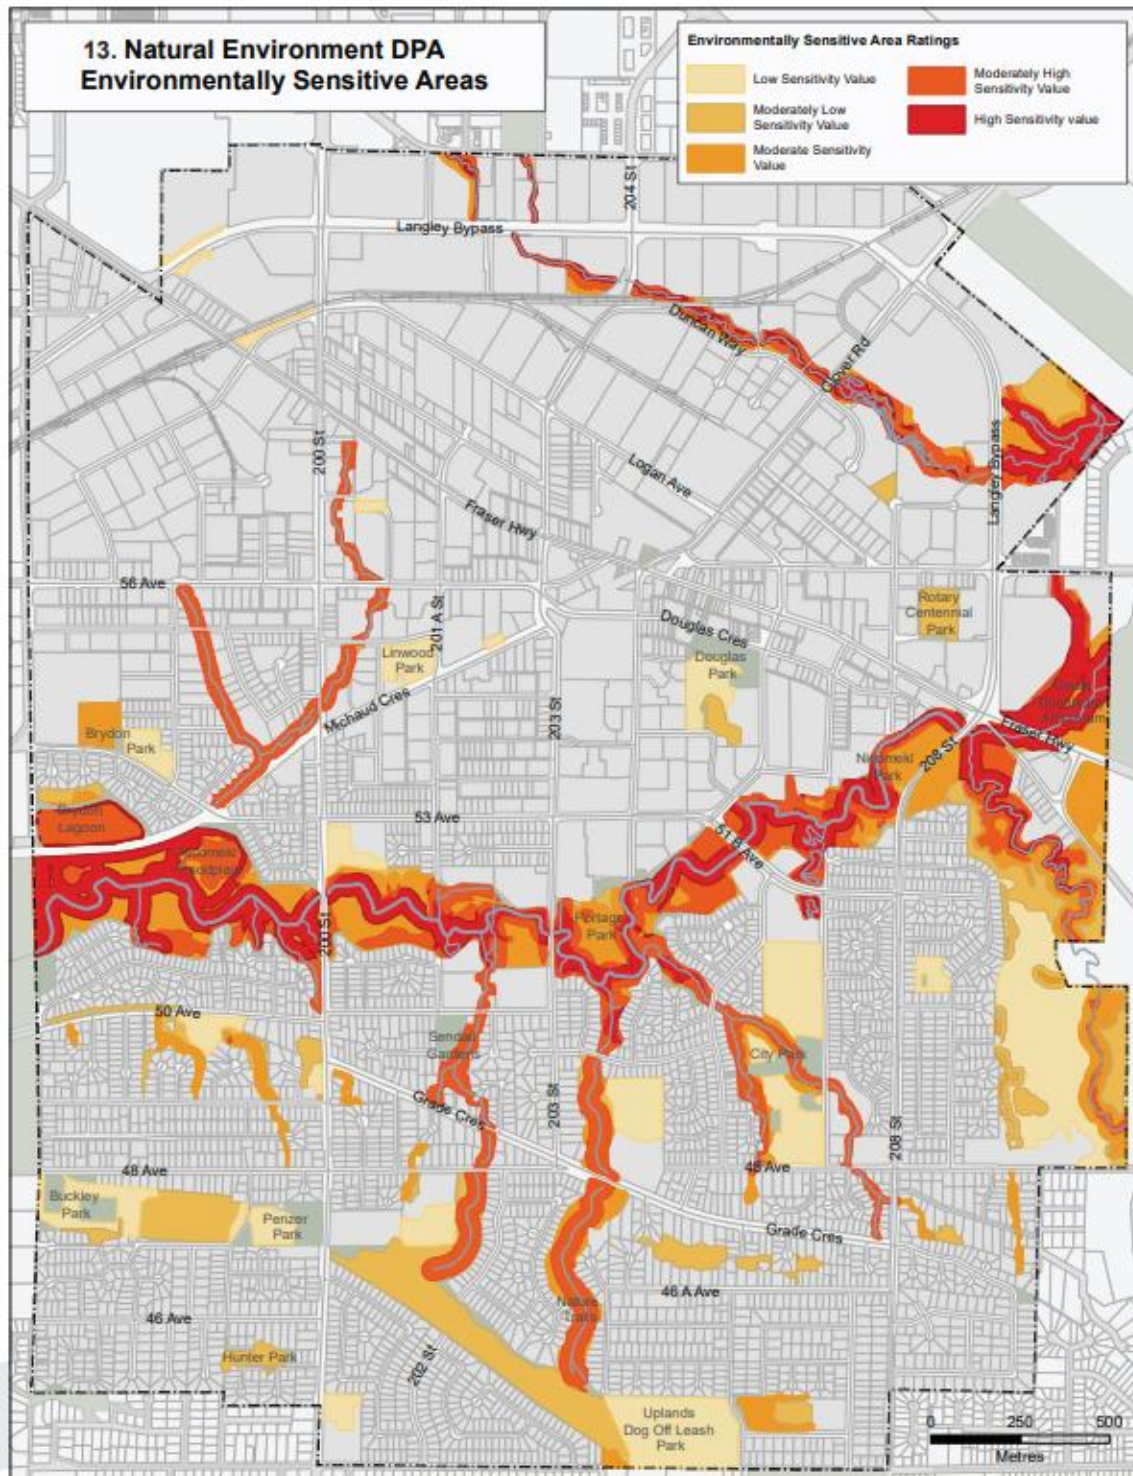 13. Natural Environment DPA
Environmentally Sensitive Areas
Environmentally Sensitive Area Ratings
Low Sensitivity Value
Moderately Low
Sensitivity Value
Moderate Sensitivity
Value
Moderately High
Sensitivity Value
High Sensitivity value
204 St
Langley Bypass
Duncan Way
Glover Rd
200 St
Langley Bypass
Logan Ave
Fraser Hwy
56 Ave
201 A St
Rotary
Centennial
Park
Douglas Cres
Linwood
Park
Douglas
Park
Michaud Cres
203 St
Fraser Hwy
Brydon
Park
208 St
Nicomekl
Park
Brydon
Lagoon
53 Ave
51 B Ave
Nicomekl
Floodplain
Portage
Park
200 St
50 Ave
Sendall
Gardens
City Park
Grade Cres
203 St
208 St
48 Ave
48 Ave
Buckley
Park
Penzer
Park
Grade Cres
46 A Ave
Nature
Trails
46 Ave
Hunter Park
202 St
Uplands
Dog Off Leash
Park
0 250 500
Metres